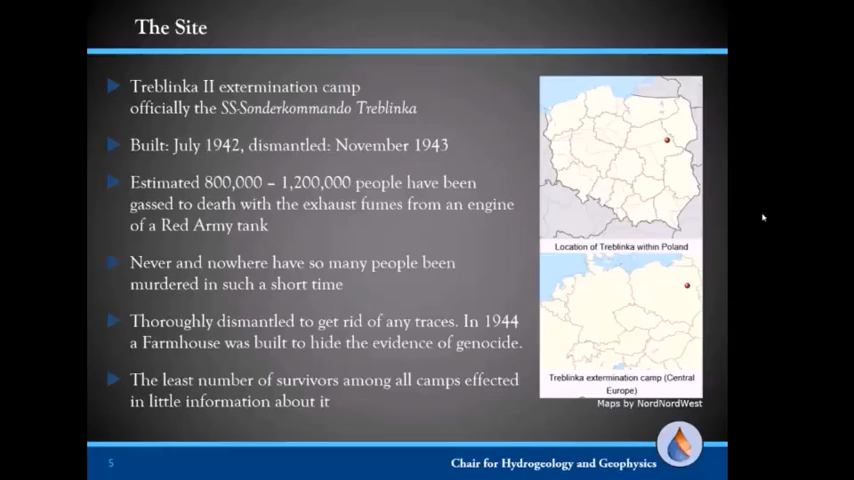 The Site
Treblinka II extermination camp
officially the SS-Sonderkommando Treblinka
Built: July 1942, dismantled: November 1943
Estimated 800,000 – 1,200,000 people have been
gassed to death with the exhaust fumes from an engine
of a Red Army tank
Never and nowhere have so many people been
murdered in such a short time
Thoroughly dismantled to get rid of any traces. In 1944
a Farmhouse was built to hide the evidence of genocide.
The least number of survivors among all camps effected
in little information about it
Location of Treblinka within Poland
Treblinka extermination camp (Central
Europe)
Maps by NordNordWest
5
Chair for Hydrogeology and Geophysics